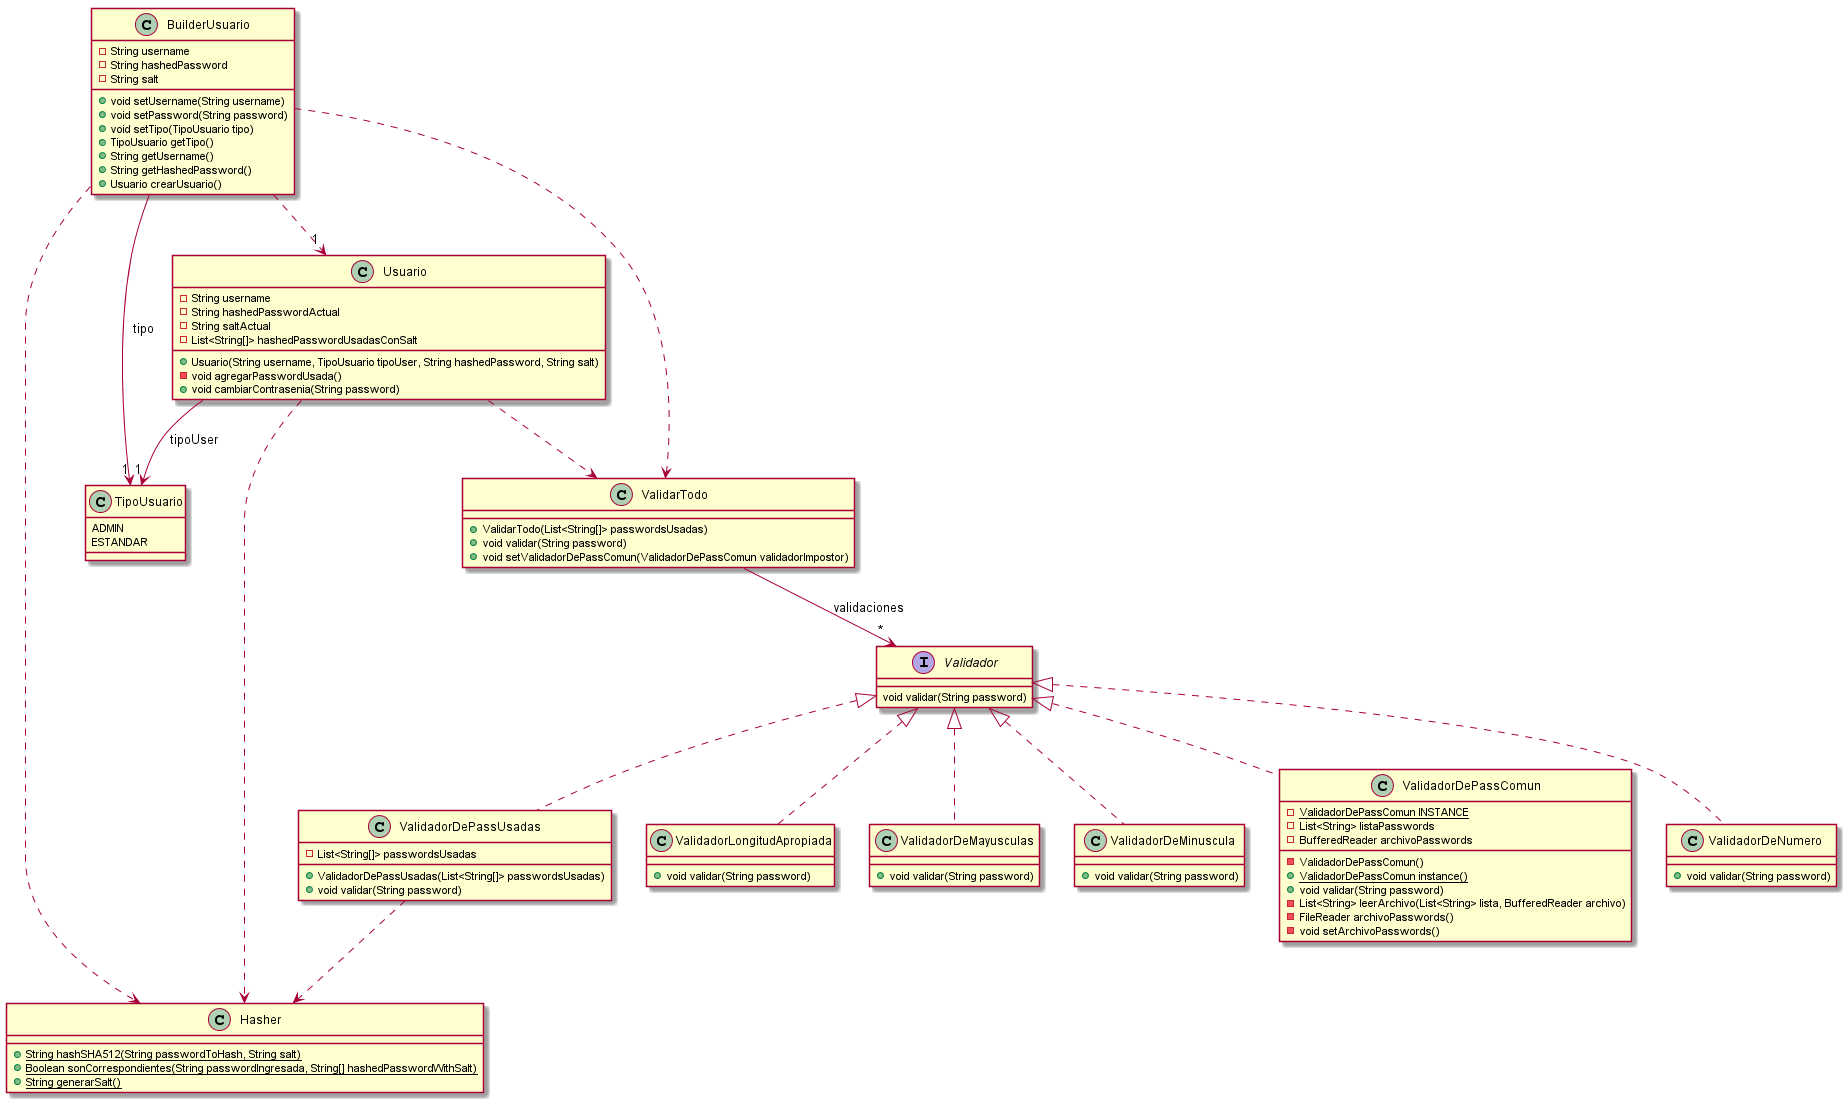 C BuilderUsuario
String username
String hashedPassword
String salt
void setUsername(String username)
void setPassword(String password)
void setTipo(TipoUsuario tipo)
TipoUsuario getTipo()
String getUsername()
String getHashedPassword()
Usuario crearUsuario()
1
C Usuario
String username
String hashedPasswordActual
String saltActual
List<String[]> hashedPasswordUsadasConSalt
Usuario(String username, TipoUsuario tipoUser, String hashedPassword, String salt)
void agregarPasswordUsada()
void cambiarContrasenia(String password)
tipo
tipoUser
1
1
C TipoUsuario
ADMIN
ESTANDAR
C ValidarTodo
ValidarTodo(List<String[]> passwordsUsadas)
void validar(String password)
void setValidadorDePassComun(ValidadorDePassComun validadorImpostor)
validaciones
*
I Validador
void validar(String password)
C ValidadorDePassUsadas
List<String[]> passwordsUsadas
ValidadorDePassUsadas(List<String[]> passwordsUsadas)
void validar(String password)
C ValidadorLongitudApropiada
void validar(String password)
C ValidadorDeMayusculas
void validar(String password)
C ValidadorDeMinuscula
void validar(String password)
C ValidadorDePassComun
ValidadorDePassComun INSTANCE
List<String> listaPasswords
BufferedReader archivoPasswords
ValidadorDePassComun()
ValidadorDePassComun instance()
void validar(String password)
List<String> leerArchivo(List<String> lista, BufferedReader archivo)
FileReader archivoPasswords()
void setArchivoPasswords()
C ValidadorDeNumero
void validar(String password)
C Hasher
String hashSHA512(String passwordToHash, String salt)
Boolean sonCorrespondientes(String passwordIngresada, String[] hashedPasswordWithSalt)
String generarSalt()